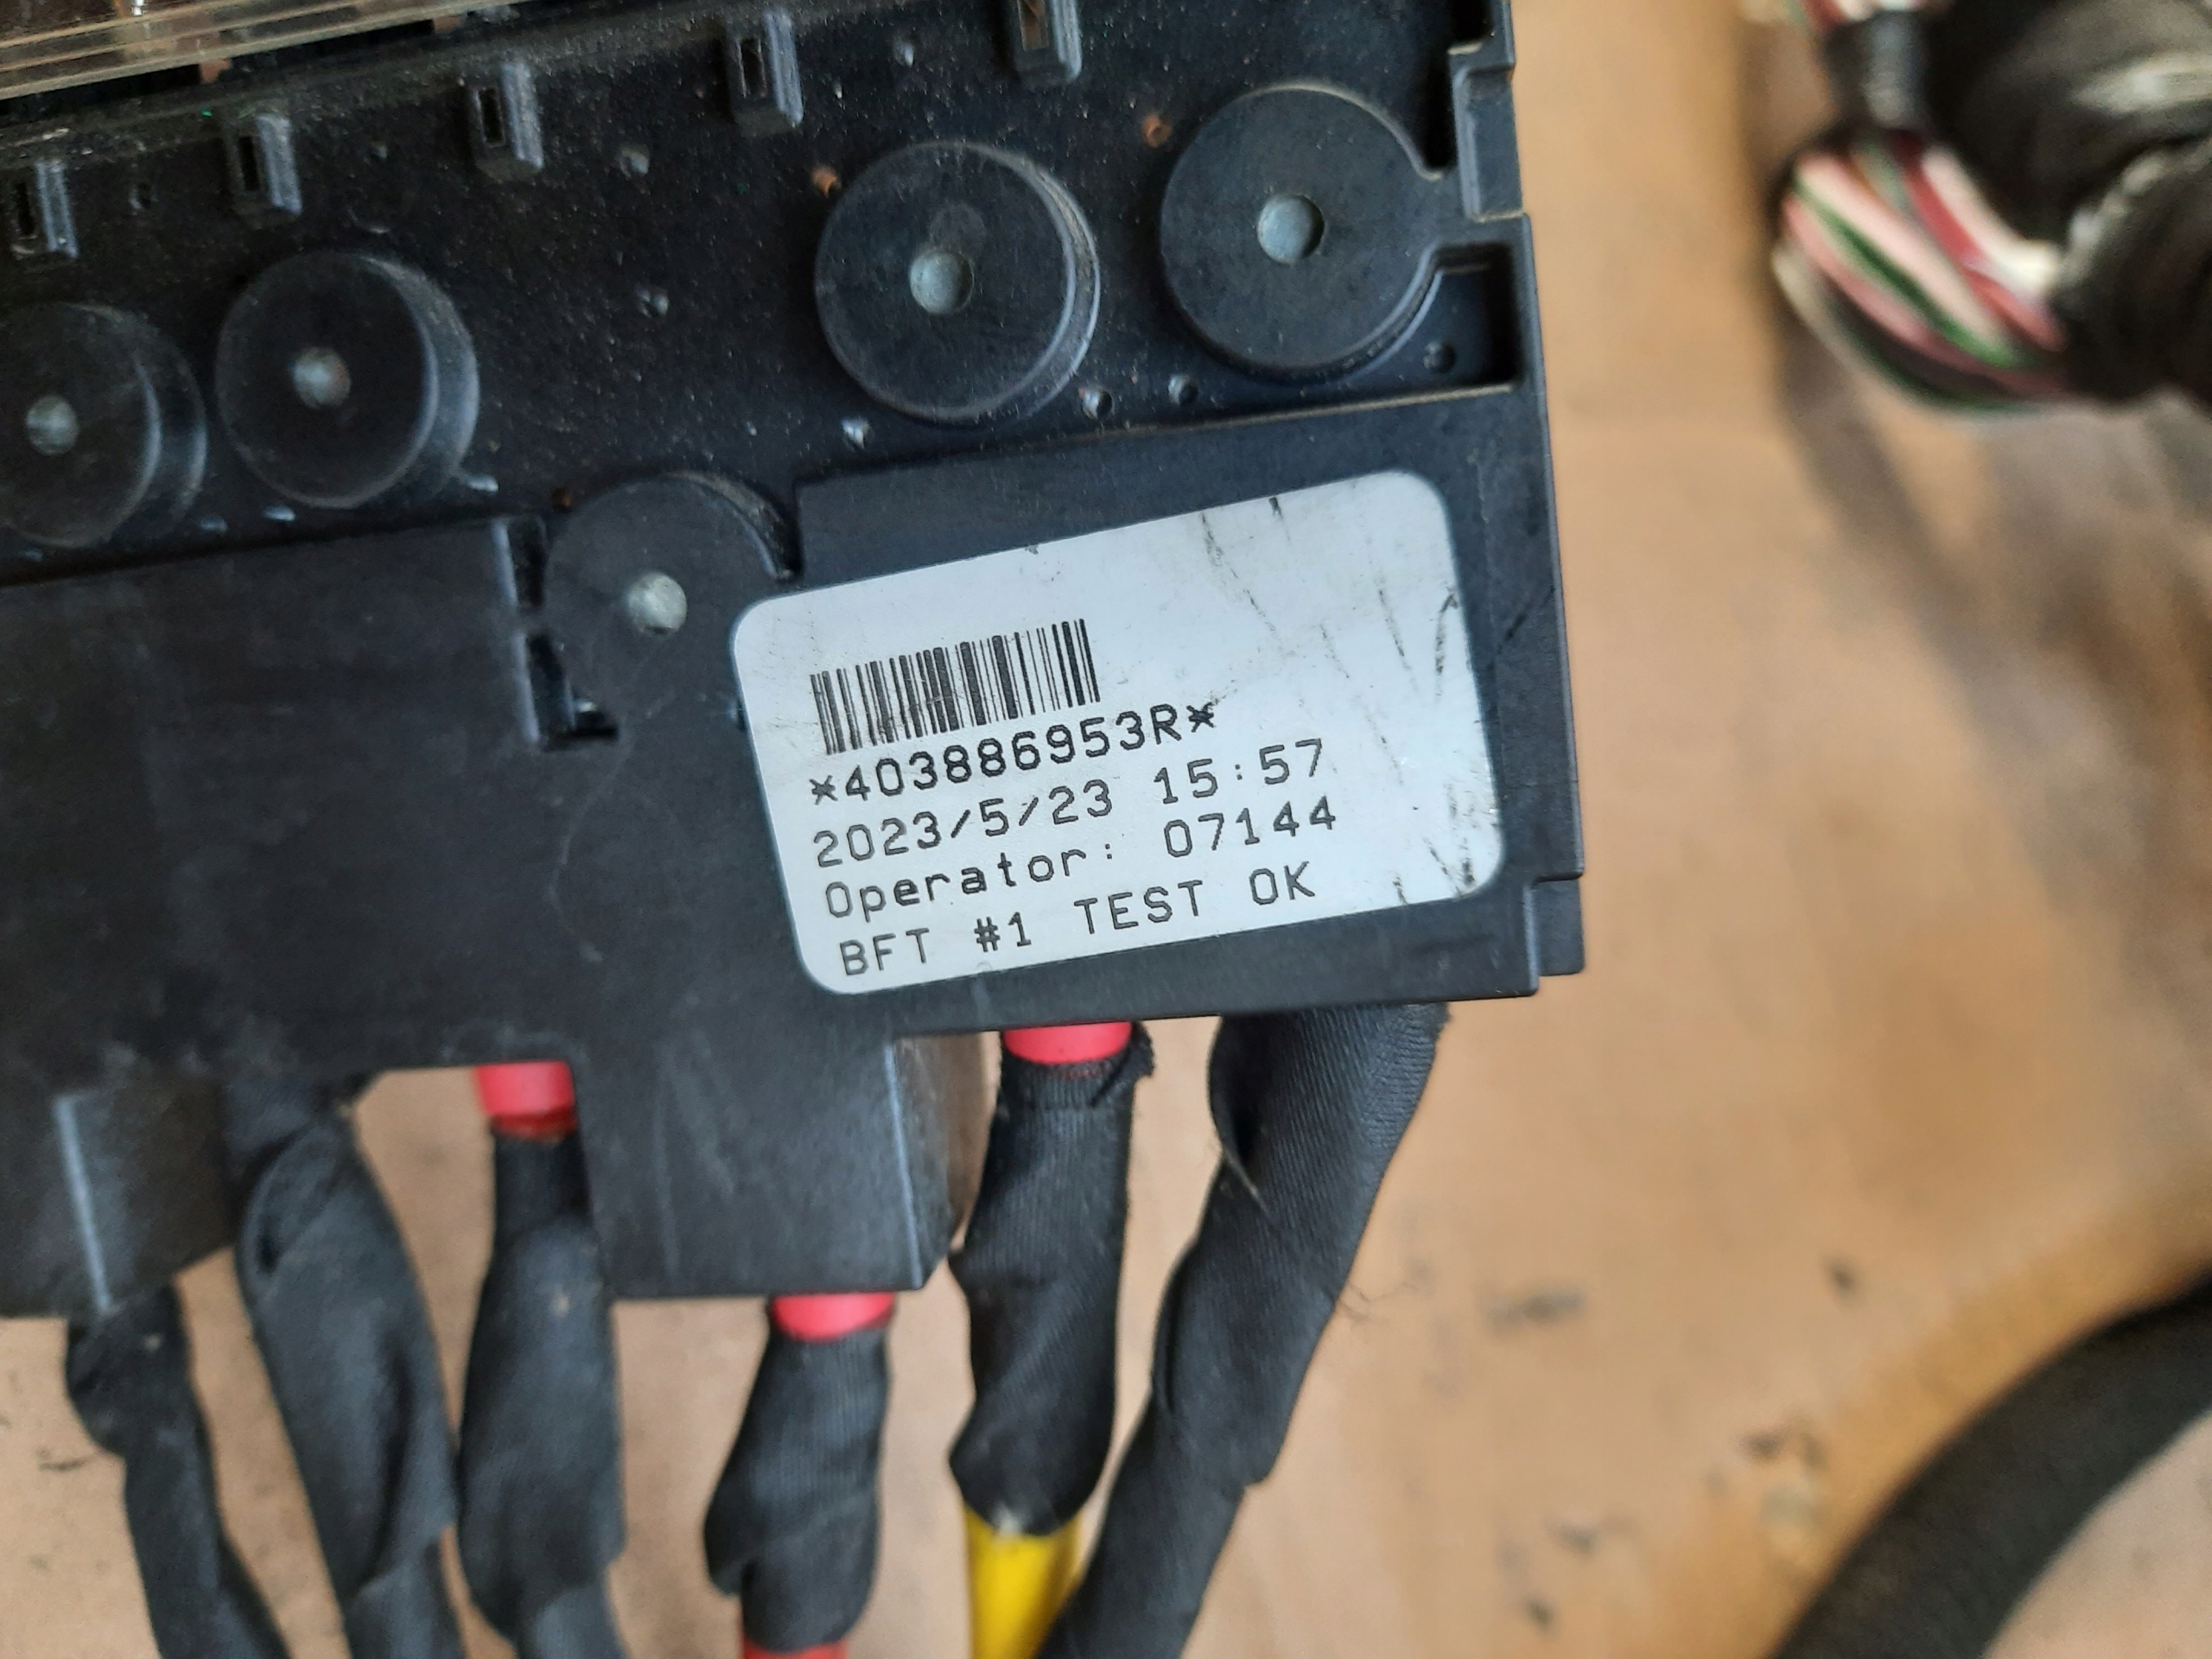 *403886953R*
2023/5/23 15:57
Operator: 07144
BFT #1 TEST OK